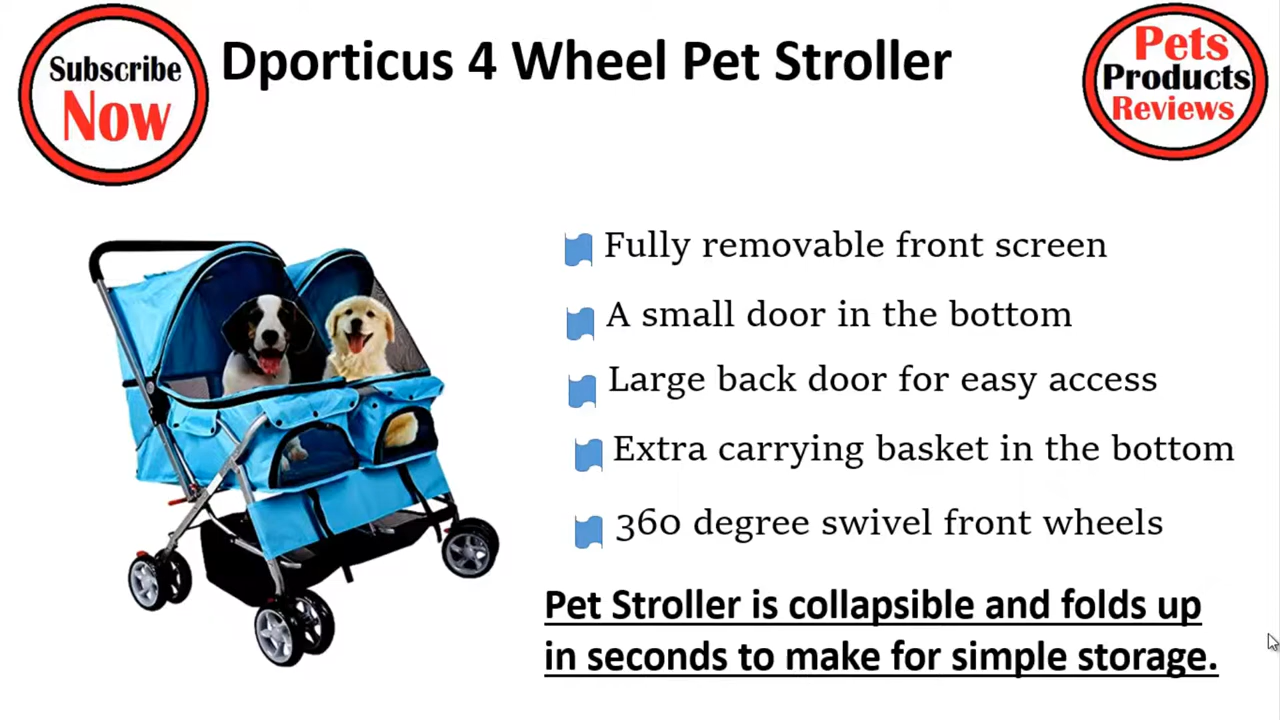 Subscribe
Now
Dporticus 4 Wheel Pet Stroller
Pets
Products
Reviews
Fully removable front screen
A small door in the bottom
Large back door for easy access
Extra carrying basket in the bottom
360 degree swivel front wheels
Pet Stroller is collapsible and folds up
in seconds to make for simple storage.